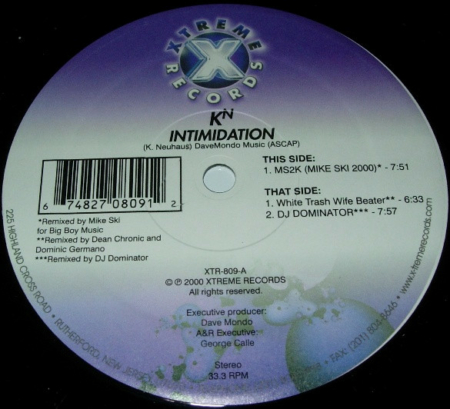 XTREME
X
RECORDS
KN
INTIMIDATION
(K. Neuhaus) DaveMondo Music (ASCAP)
THIS SIDE:
1. MS2K (MIKE SKI 2000)* - 7:51
THAT SIDE:
1. White Trash Wife Beater** - 6:33
2. DJ DOMINATOR*** - 7:57
6 74827 08091 2
*Remixed by Mike Ski
for Big Boy Music
**Remixed by Dean Chronic and
Dominic Germano
***Remixed by DJ Dominator
XTR-809-A
© ℗ 2000 XTREME RECORDS
All rights reserved.
Executive producer:
Dave Mondo
A&R Executive:
George Calle
Stereo
33.3 RPM
225 HIGHLAND CROSS ROAD • RUTHERFORD, NEW JERSEY
FAX: (201)
• www.x-tremerecords.com